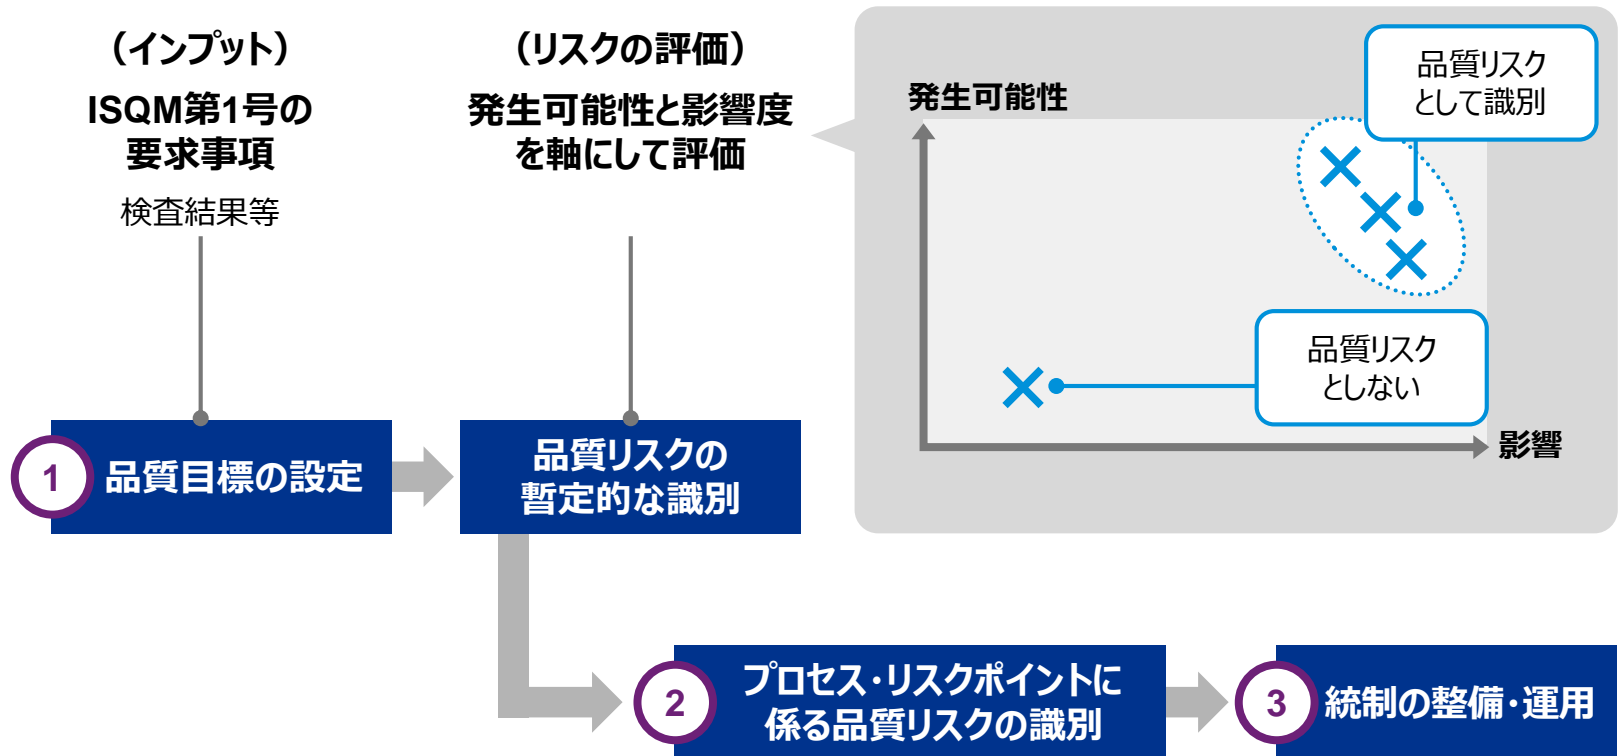 （インプット）
ISQM第1号の
要求事項
検査結果等
（リスクの評価）
発生可能性と影響度
を軸にして評価
発生可能性
品質リスク
として識別
品質リスク
としない
影響
1
品質目標の設定
品質リスクの
暫定的な識別
2
プロセス・リスクポイントに
係る品質リスクの識別
3
統制の整備・運用